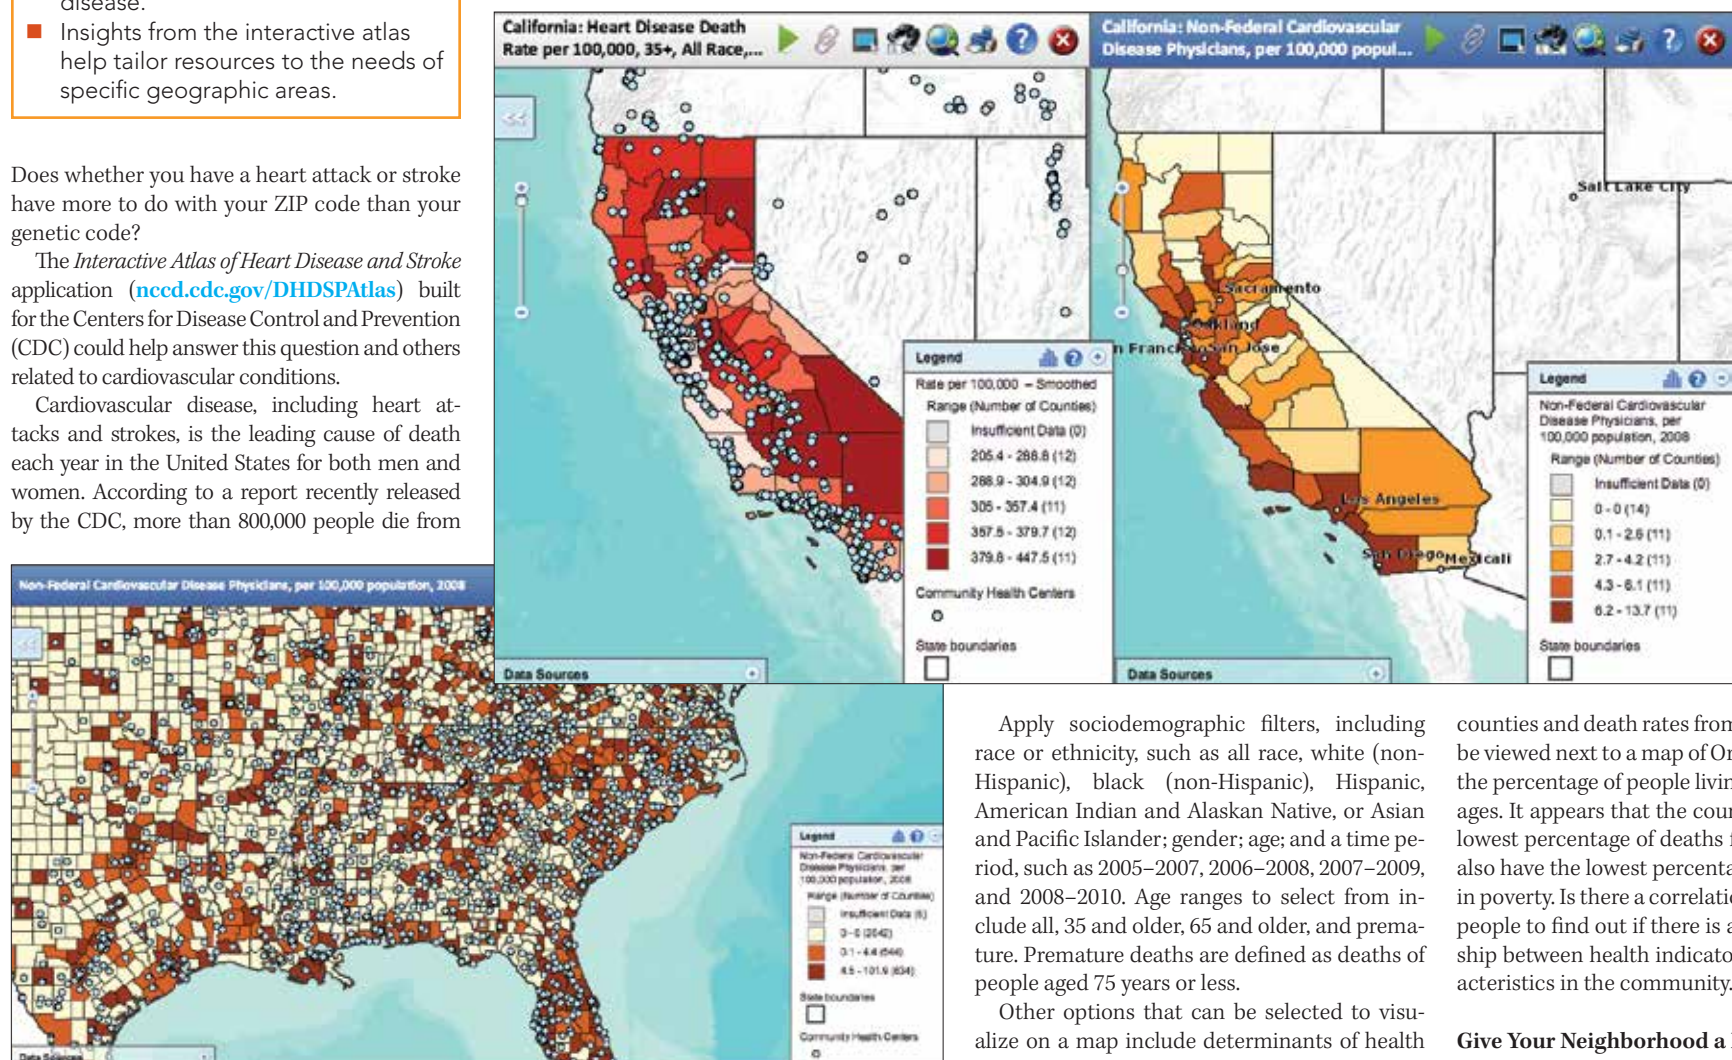 disease.
■ Insights from the interactive atlas
help tailor resources to the needs of
specific geographic areas.
Does whether you have a heart attack or stroke
have more to do with your ZIP code than your
genetic code?
The Interactive Atlas of Heart Disease and Stroke
application (nccd.cdc.gov/DHDSPAtlas) built
for the Centers for Disease Control and Prevention
(CDC) could help answer this question and others
related to cardiovascular conditions.
Cardiovascular disease, including heart at-
tacks and strokes, is the leading cause of death
each year in the United States for both men and
women. According to a report recently released
by the CDC, more than 800,000 people die from
California: Heart Disease Death
Rate per 100,000, 35+, All Race,...
Legend
Rate per 100,000 – Smoothed
Range (Number of Counties)
Insufficient Data (0)
205.4 - 288.8 (12)
288.9 - 304.9 (12)
305 - 357.4 (11)
357.5 - 379.7 (12)
379.8 - 447.5 (11)
Community Health Centers
State boundaries
Data Sources
California: Non-Federal Cardiovascular
Disease Physicians, per 100,000 popul...
Salt Lake City
Sacramento
Oakland
n Francisco
San Jose
Los Angeles
San Diego
Mexicali
Legend
Non-Federal Cardiovascular
Disease Physicians, per
100,000 population, 2008
Range (Number of Counties)
Insufficient Data (0)
0 - 0 (14)
0.1 - 2.6 (11)
2.7 - 4.2 (11)
4.3 - 6.1 (11)
6.2 - 13.7 (11)
State boundaries
Data Sources
Non-Federal Cardiovascular Disease Physicians, per 100,000 population, 2008
Legend
Non-Federal Cardiovascular
Disease Physicians, per
100,000 population, 2008
Range (Number of Counties)
Insufficient Data (5)
0 - 0 (2042)
0.1 - 4.4 (544)
4.5 - 101.9 (634)
State boundaries
Community Health Centers
Data Sources
Apply sociodemographic filters, including
race or ethnicity, such as all race, white (non-
Hispanic), black (non-Hispanic), Hispanic,
American Indian and Alaskan Native, or Asian
and Pacific Islander; gender; age; and a time pe-
riod, such as 2005–2007, 2006–2008, 2007–2009,
and 2008–2010. Age ranges to select from in-
clude all, 35 and older, 65 and older, and prema-
ture. Premature deaths are defined as deaths of
people aged 75 years or less.
Other options that can be selected to visu-
alize on a map include determinants of health
counties and death rates from
be viewed next to a map of Or
the percentage of people livin
ages. It appears that the coun
lowest percentage of deaths f
also have the lowest percenta
in poverty. Is there a correlatio
people to find out if there is a
ship between health indicato
acteristics in the community.
Give Your Neighborhood a